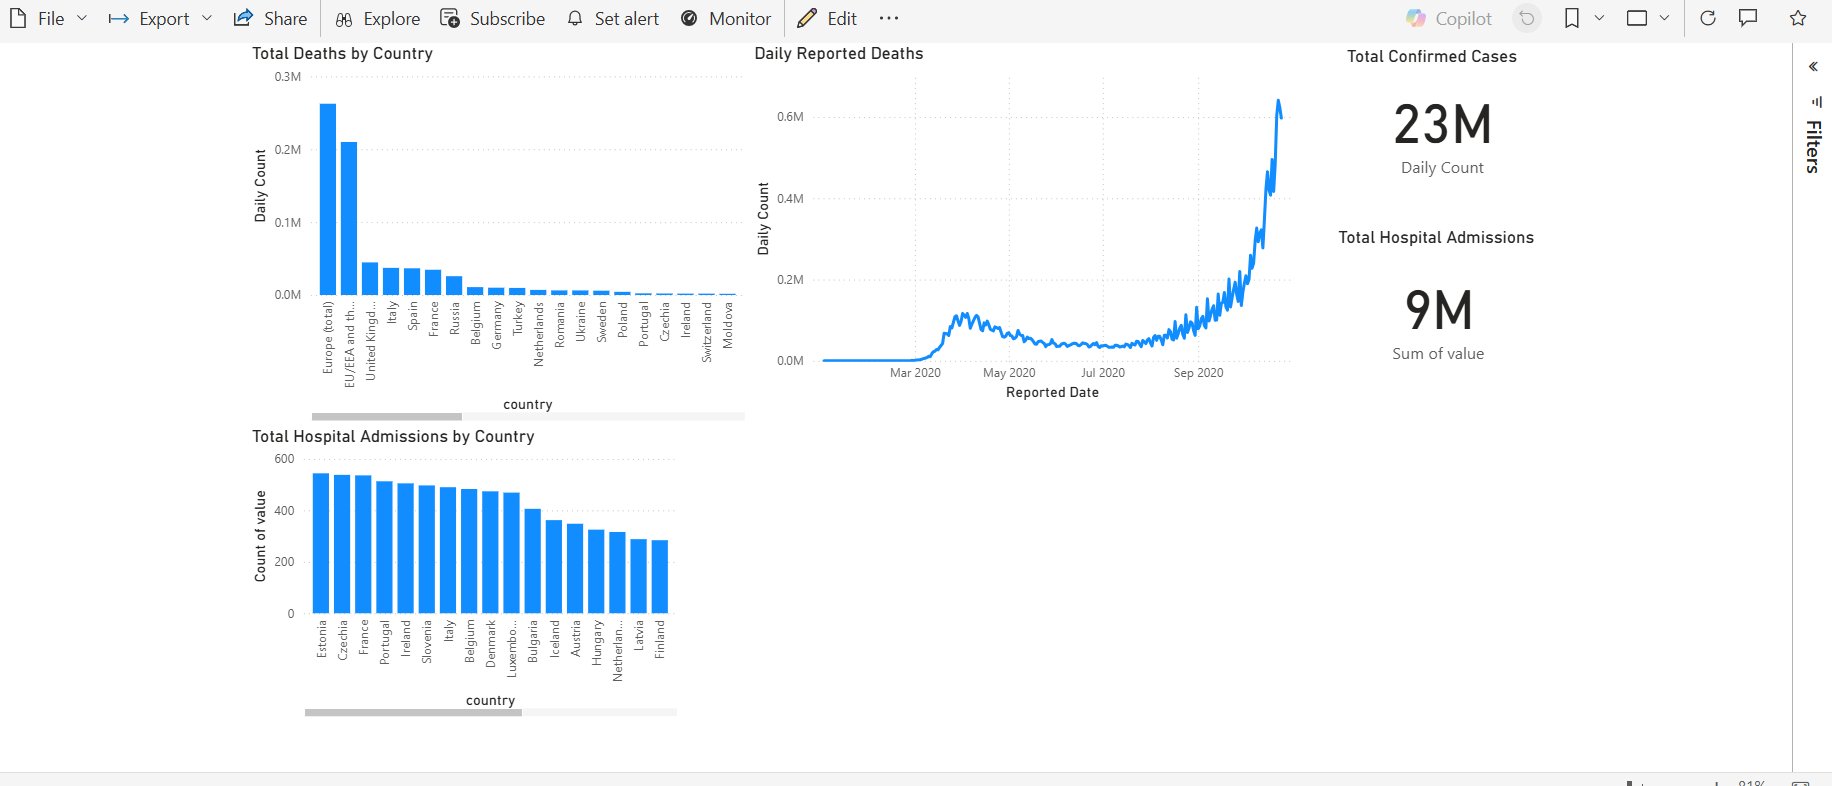 File Export Share Explore Subscribe Set alert Monitor Edit ... Copilot
Total Deaths by Country
0.3M
0.2M
0.1M
0.0M
Daily Count
Europe (total)
EU/EEA and th...
United Kingd...
Italy
Spain
France
Russia
Belgium
Germany
Turkey
Netherlands
Romania
Ukraine
Sweden
Poland
Portugal
Czechia
Ireland
Switzerland
Moldova
country
Daily Reported Deaths
0.6M
0.4M
0.2M
0.0M
Daily Count
Mar 2020 May 2020 Jul 2020 Sep 2020
Reported Date
Total Confirmed Cases
23M
Daily Count
Total Hospital Admissions
9M
Sum of value
Filters
Total Hospital Admissions by Country
600
400
200
0
Count of value
Estonia
Czechia
France
Portugal
Ireland
Slovenia
Italy
Belgium
Denmark
Luxembo...
Bulgaria
Iceland
Austria
Hungary
Netherlan...
Latvia
Finland
country